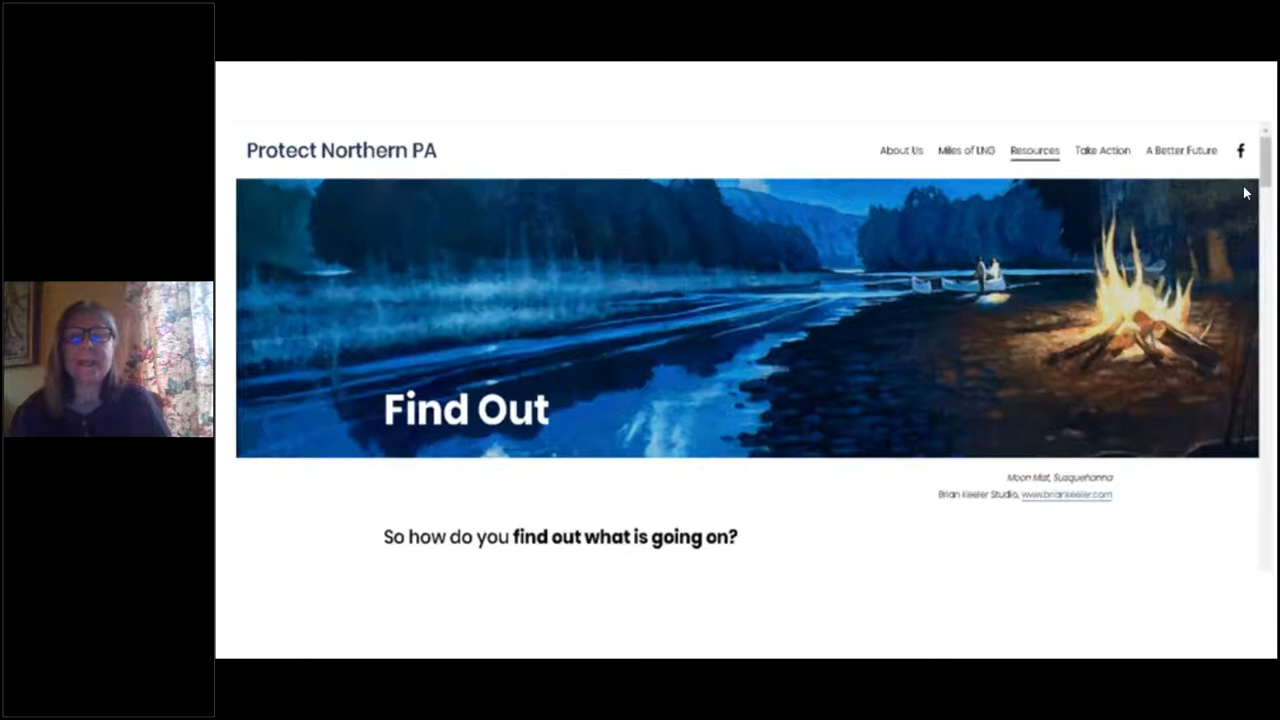 Protect Northern PA
About Us Miles of LNG Resources Take Action A Better Future f
Find Out
Moon Mist, Susquehanna
Brian Keeler Studio, www.briankeeler.com
So how do you find out what is going on?